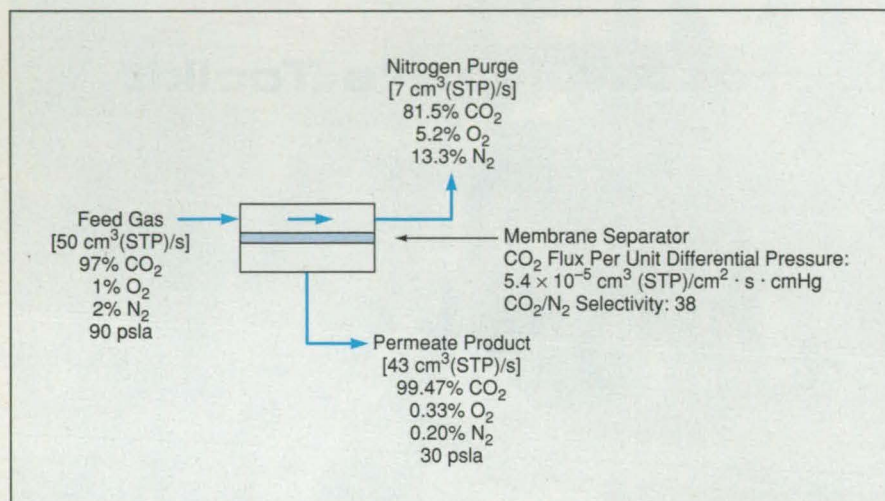 Nitrogen Purge
[7 cm³(STP)/s]
81.5% CO₂
5.2% O₂
13.3% N₂
Feed Gas
[50 cm³(STP)/s]
97% CO₂
1% O₂
2% N₂
90 psla
Membrane Separator
CO₂ Flux Per Unit Differential Pressure:
5.4 × 10⁻⁵ cm³ (STP)/cm² · s · cmHg
CO₂/N₂ Selectivity: 38
Permeate Product
[43 cm³(STP)/s]
99.47% CO₂
0.33% O₂
0.20% N₂
30 psla